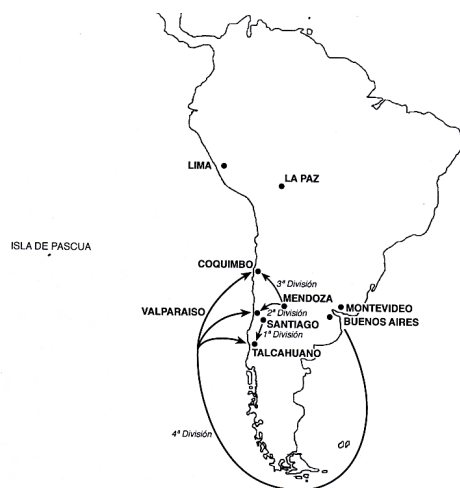 LIMA
LA PAZ
ISLA DE PASCUA
COQUIMBO
3ª División
MENDOZA
VALPARAISO
2ª División
MONTEVIDEO
SANTIAGO
BUENOS AIRES
1ª División
TALCAHUANO
4ª División